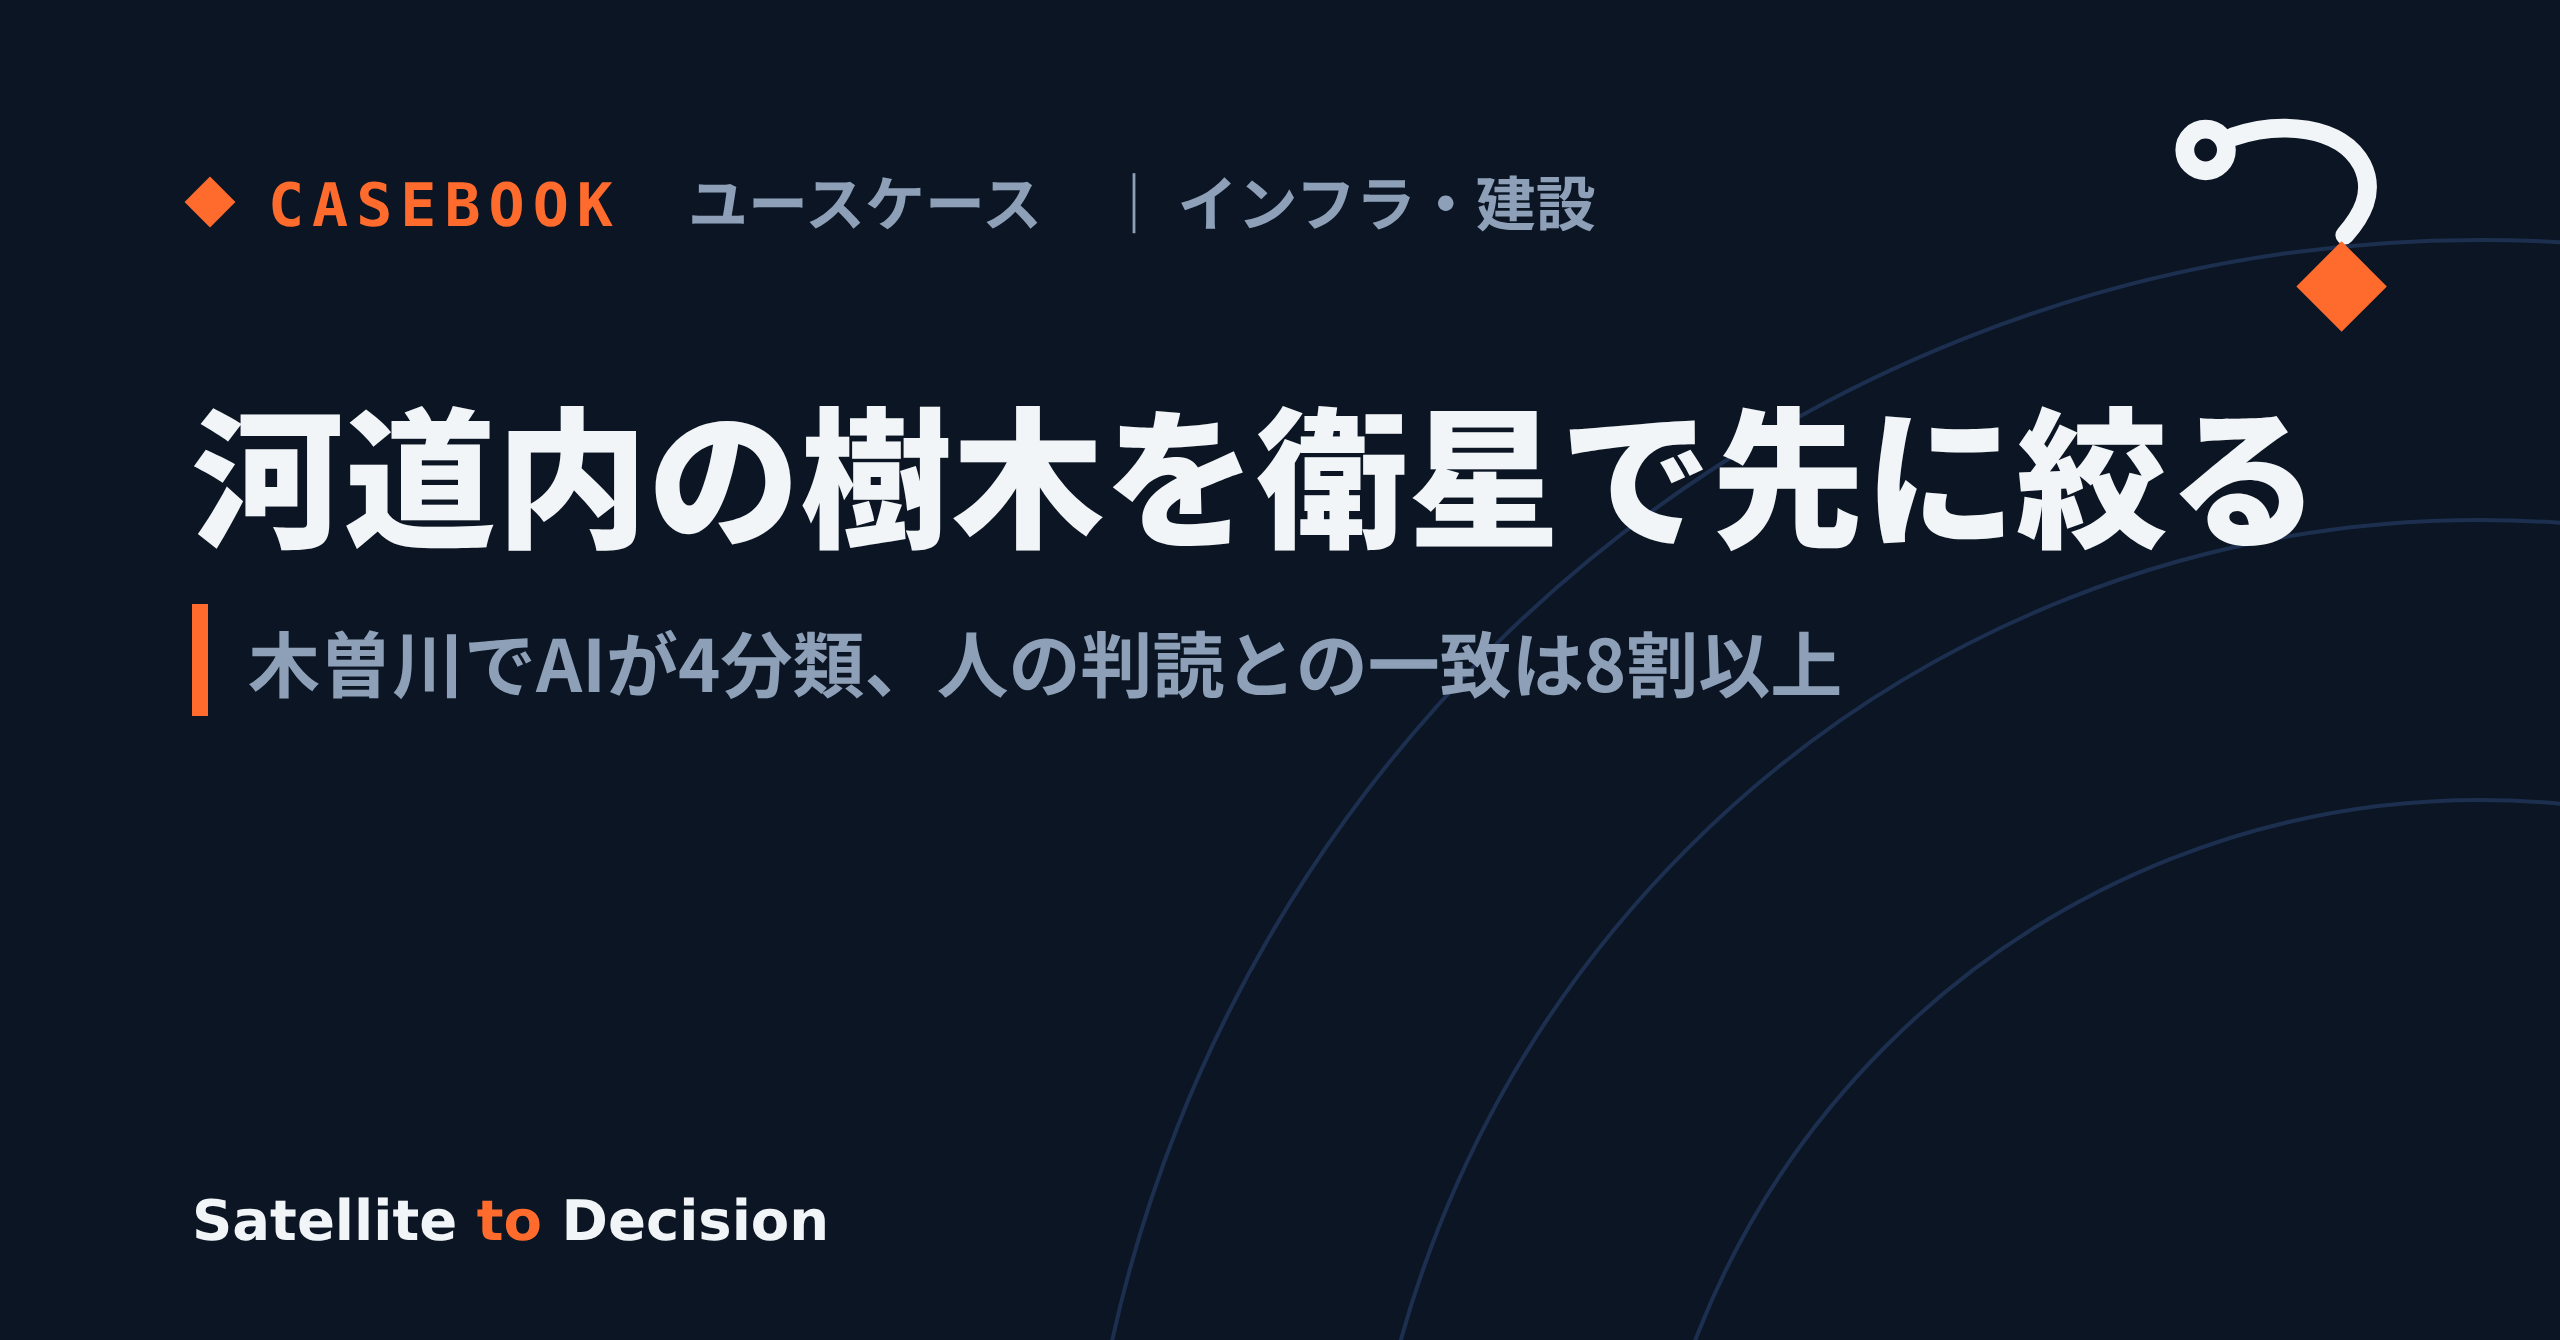 CASEBOOK ユースケース | インフラ・建設
河道内の樹木を衛星で先に絞る
木曽川でAIが4分類、人の判読との一致は8割以上
Satellite to Decision